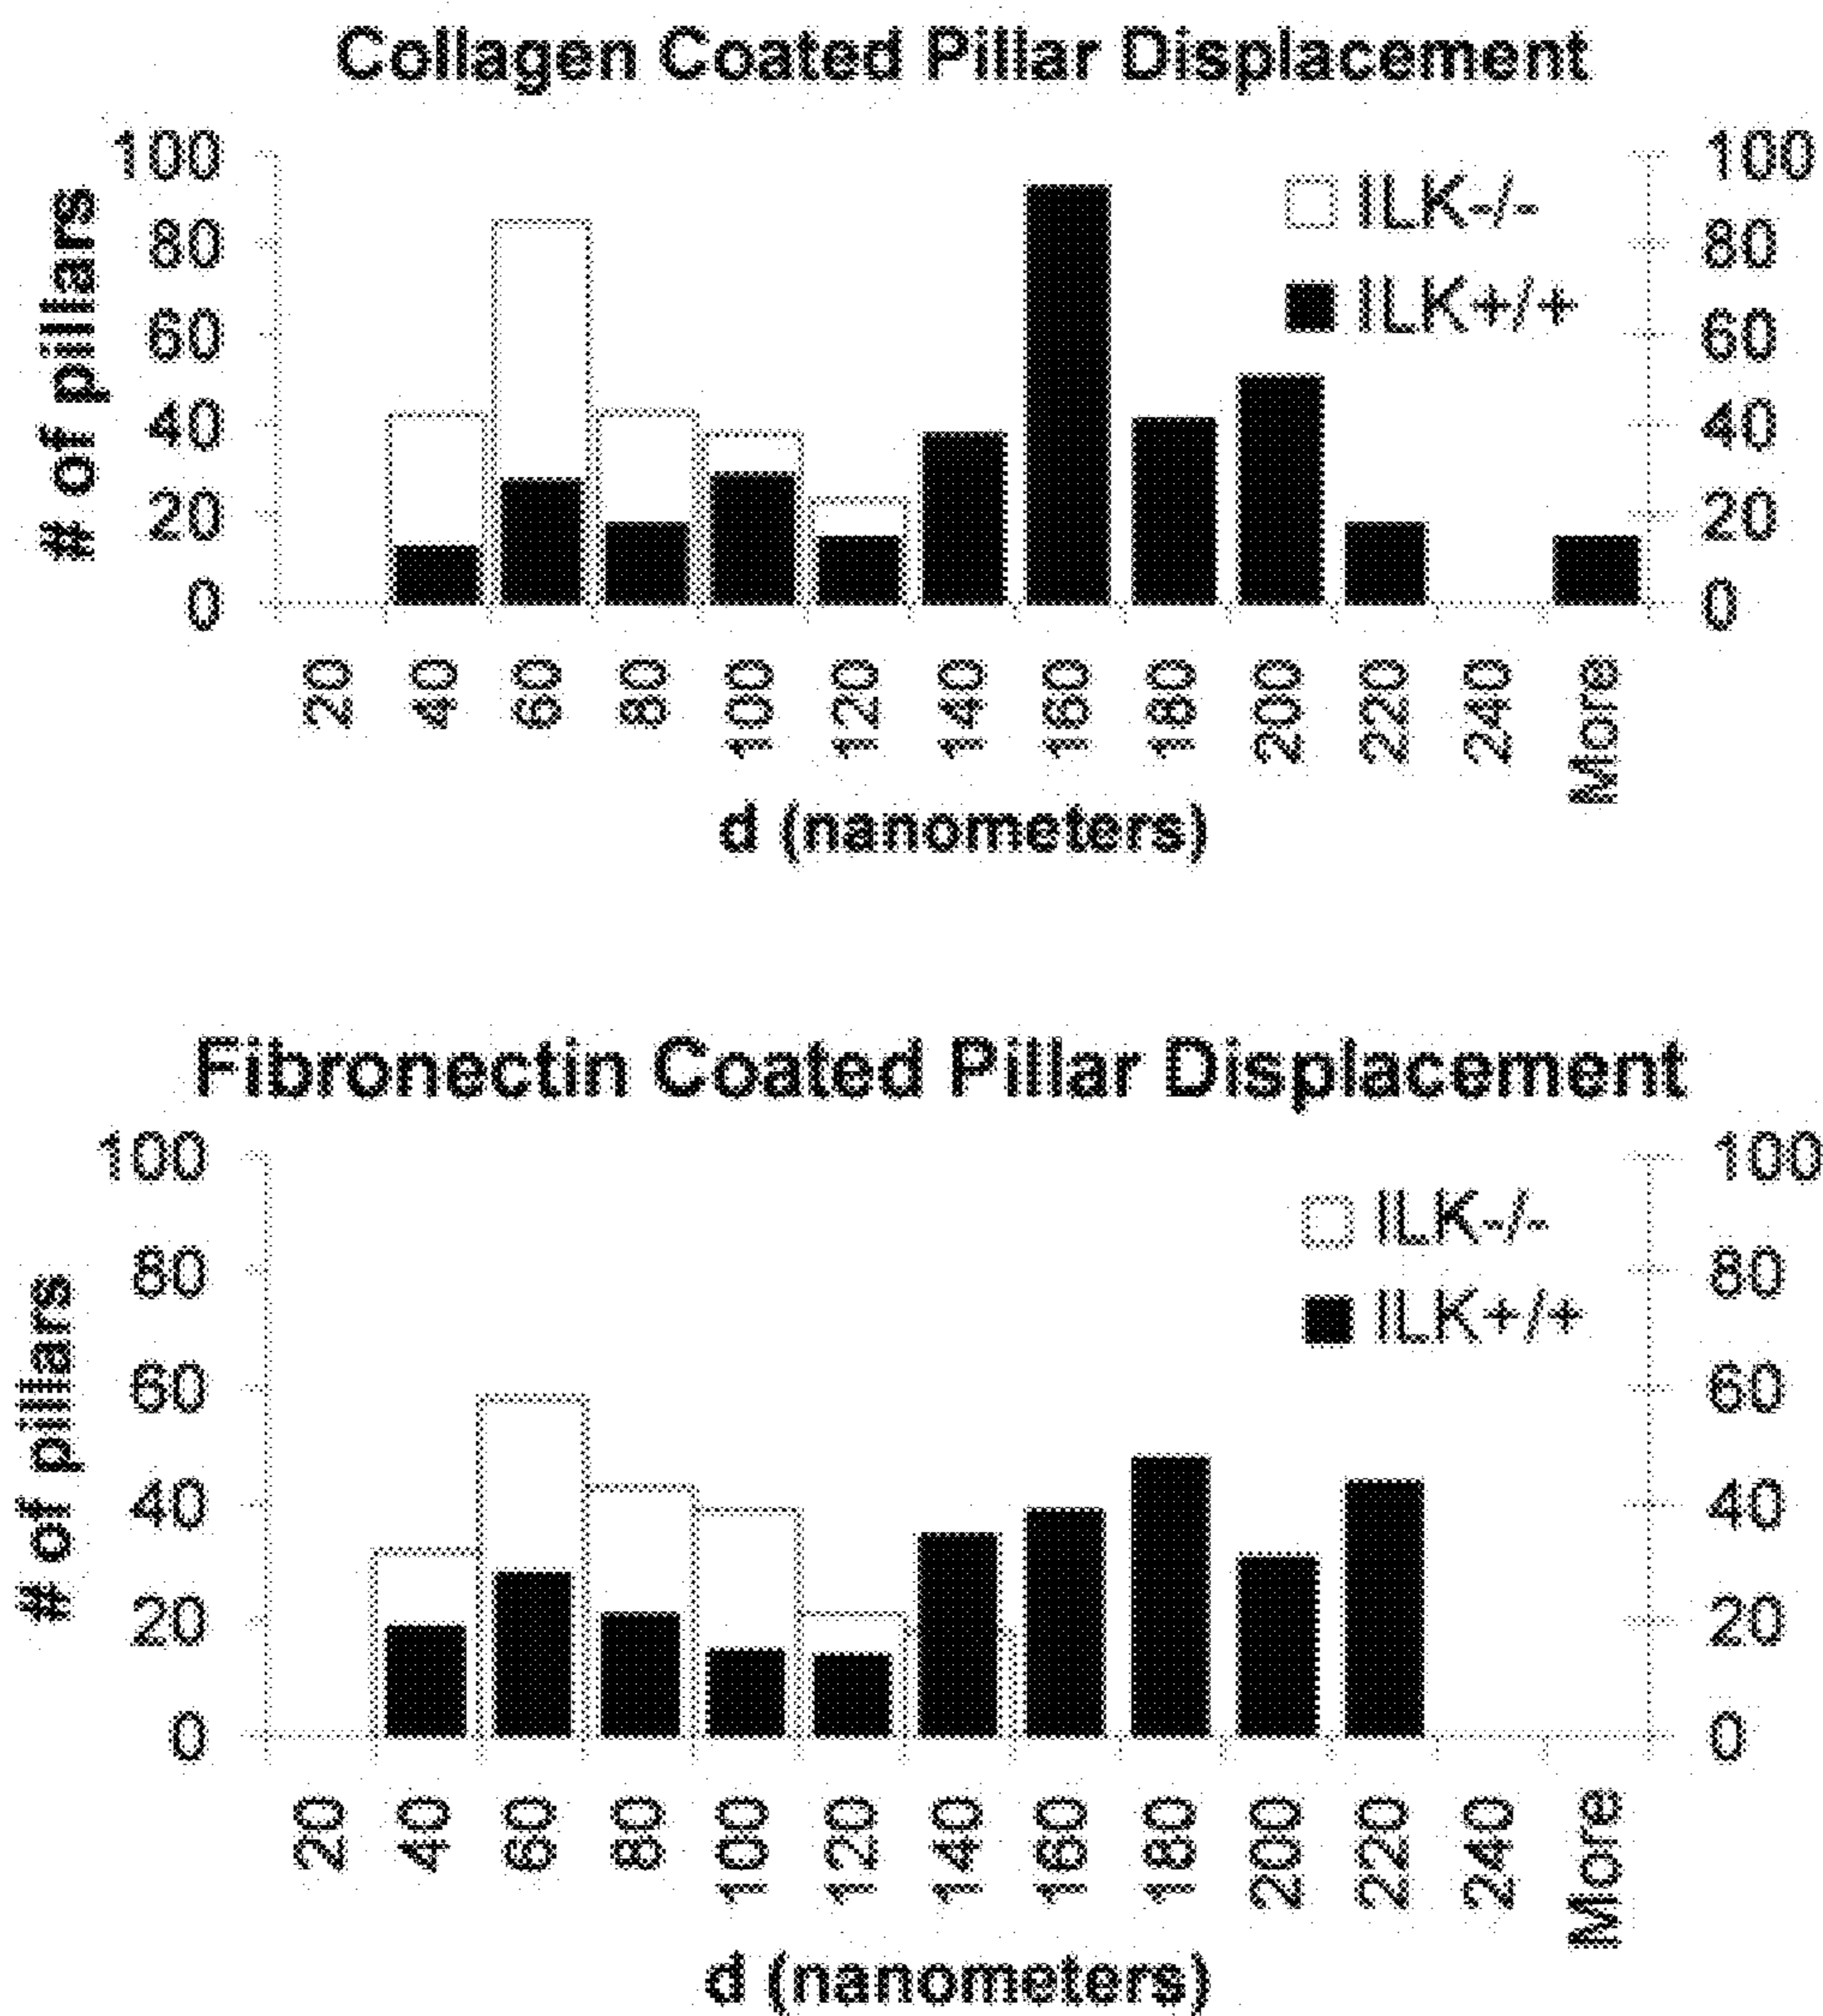 Collagen Coated Pillar Displacement
# of pilliars
100
80
60
40
20
0
ILK-/-
ILK+/+
100
80
60
40
20
0
20 40 60 80 100 120 140 160 180 200 220 240 More
d (nanometers)
Fibronectin Coated Pillar Displacement
# of pilliars
100
80
60
40
20
0
ILK-/-
ILK+/+
100
80
60
40
20
0
20 40 60 80 100 120 140 160 180 200 220 240 More
d (nanometers)